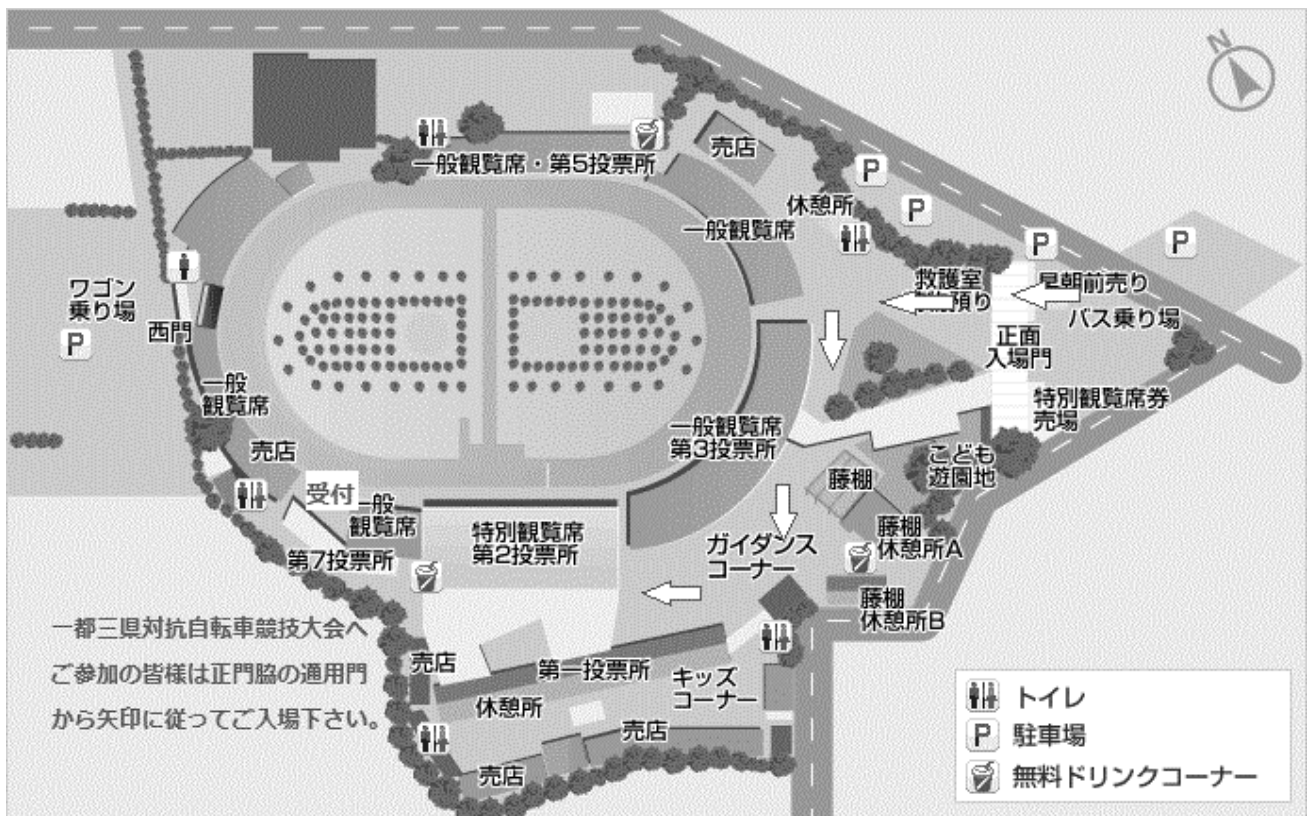 N
一般観覧席・第5投票所
売店
P
休憩所
P
一般観覧席
P
P
救護室
預り
早朝前売り
バス乗り場
ワゴン
乗り場
P
西門
正面
入場門
一般
観覧席
特別観覧席券
売場
一般観覧席
第3投票所
売店
こども
遊園地
藤棚
受付
一般
観覧席
特別観覧席
第2投票所
ガイダンス
コーナー
藤棚
休憩所A
第7投票所
藤棚
休憩所B
一都三県対抗自転車競技大会へ
ご参加の皆様は正門脇の通用門
から矢印に従ってご入場下さい。
売店
第一投票所
キッズ
コーナー
休憩所
売店
売店
トイレ
P 駐車場
無料ドリンクコーナー